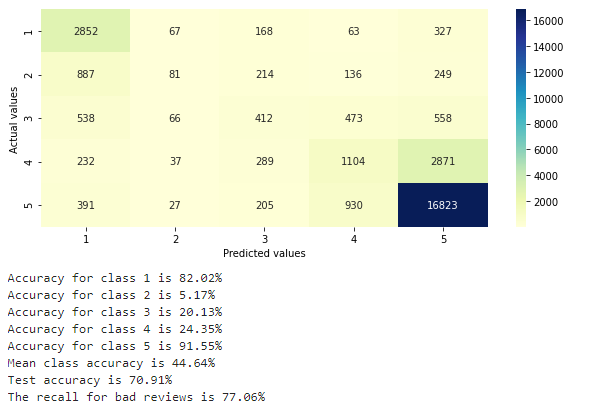 1 2852 67 168 63 327
2 887 81 214 136 249
3 538 66 412 473 558
4 232 37 289 1104 2871
5 391 27 205 930 16823
1 2 3 4 5
Actual values
Predicted values
16000
14000
12000
10000
8000
6000
4000
2000
Accuracy for class 1 is 82.02%
Accuracy for class 2 is 5.17%
Accuracy for class 3 is 20.13%
Accuracy for class 4 is 24.35%
Accuracy for class 5 is 91.55%
Mean class accuracy is 44.64%
Test accuracy is 70.91%
The recall for bad reviews is 77.06%